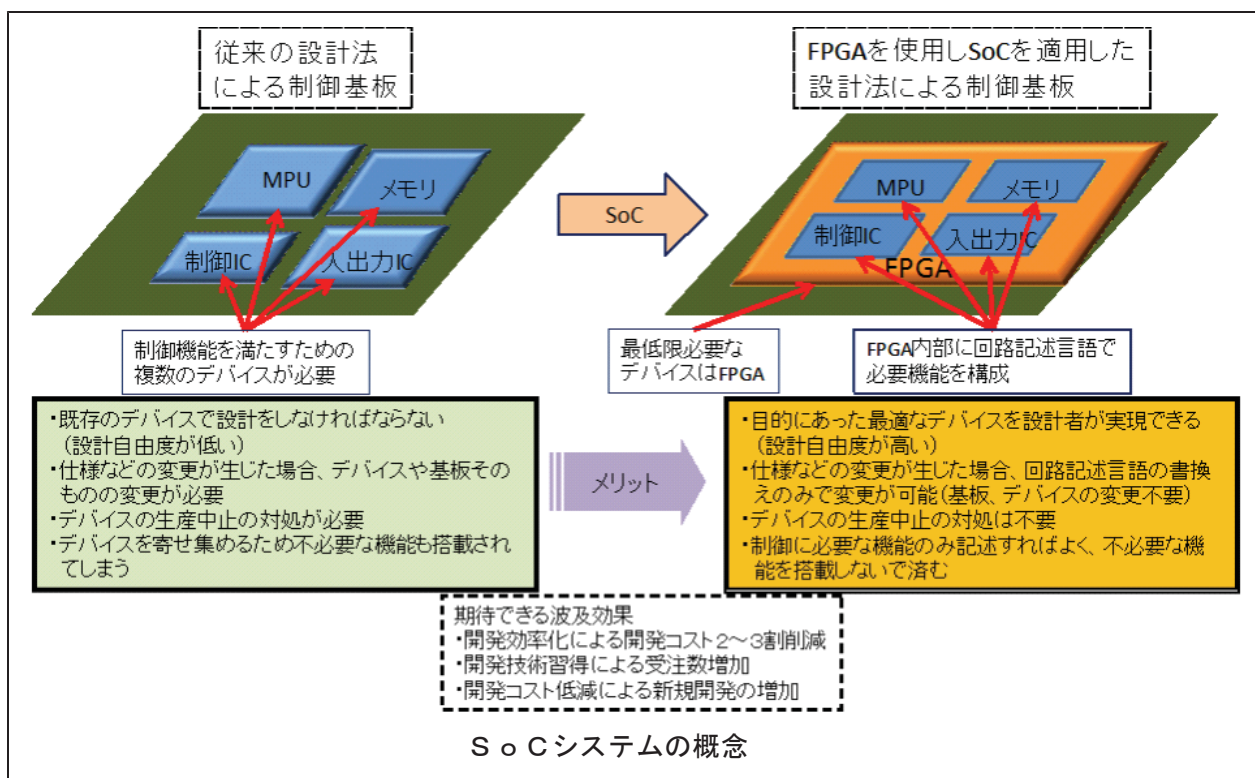 従来の設計法
による制御基板
FPGAを使用しSoCを適用した
設計法による制御基板
MPU
メモリ
制御IC
入出力IC
SoC
MPU
メモリ
制御IC
入出力IC
FPGA
制御機能を満たすための
複数のデバイスが必要
最低限必要な
デバイスはFPGA
FPGA内部に回路記述言語で
必要機能を構成
・既存のデバイスで設計をしなければならない
(設計自由度が低い)
・仕様などの変更が生じた場合、デバイスや基板その
ものの変更が必要
・デバイスの生産中止の対処が必要
・デバイスを寄せ集めるため不必要な機能も搭載され
てしまう
メリット
・目的にあった最適なデバイスを設計者が実現できる
(設計自由度が高い)
・仕様などの変更が生じた場合、回路記述言語の書換
えのみで変更が可能(基板、デバイスの変更不要)
・デバイスの生産中止の対処は不要
・制御に必要な機能のみ記述すればよく、不必要な機
能を搭載しないで済む
期待できる波及効果
・開発効率化による開発コスト2~3割削減
・開発技術習得による受注数増加
・開発コスト低減による新規開発の増加
SoCシステムの概念